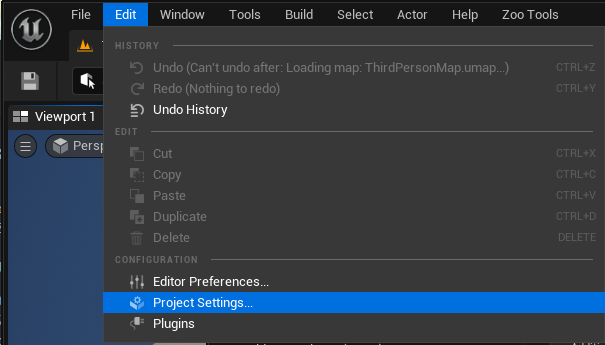 File Edit Window Tools Build Select Actor Help Zoo Tools
HISTORY
Undo (Can't undo after: Loading map: ThirdPersonMap.umap...) CTRL+Z
Redo (Nothing to redo) CTRL+Y
Viewport 1
Undo History
EDIT
Persp
Cut CTRL+X
Copy CTRL+C
Paste CTRL+V
Duplicate CTRL+D
Delete DELETE
CONFIGURATION
Editor Preferences...
Project Settings...
Plugins